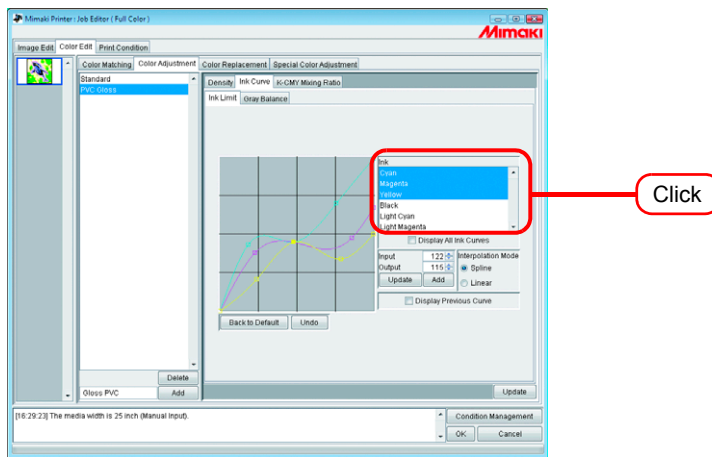 Mimaki Printer : Job Editor ( Full Color )
Mimaki
Image Edit Color Edit Print Condition
Color Matching Color Adjustment Color Replacement Special Color Adjustment
Standard
PVC Gloss
Density Ink Curve K-CMY Mixing Ratio
Ink Limit Gray Balance
Ink
Cyan
Magenta
Yellow
Black
Light Cyan
Light Magenta
Click
Display All Ink Curves
Input 122 Interpolation Mode
Output 115 Spline
Update Add Linear
Display Previous Curve
Back to Default Undo
Delete
Gloss PVC Add
Update
[16:29:23] The media width is 25 inch (Manual Input).
Condition Management
OK Cancel